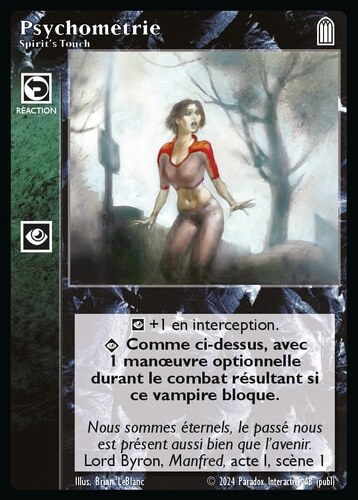 Psychométrie
Spirit's Touch
RÉACTION
+1 en interception.
Comme ci-dessus, avec
1 manœuvre optionnelle
durant le combat résultant si
ce vampire bloque.
Nous sommes éternels, le passé nous
est présent aussi bien que l'avenir.
Lord Byron, Manfred, acte I, scène 1
Illus. Brian LeBlanc
© 2024 Paradox Interactive AB (publ)